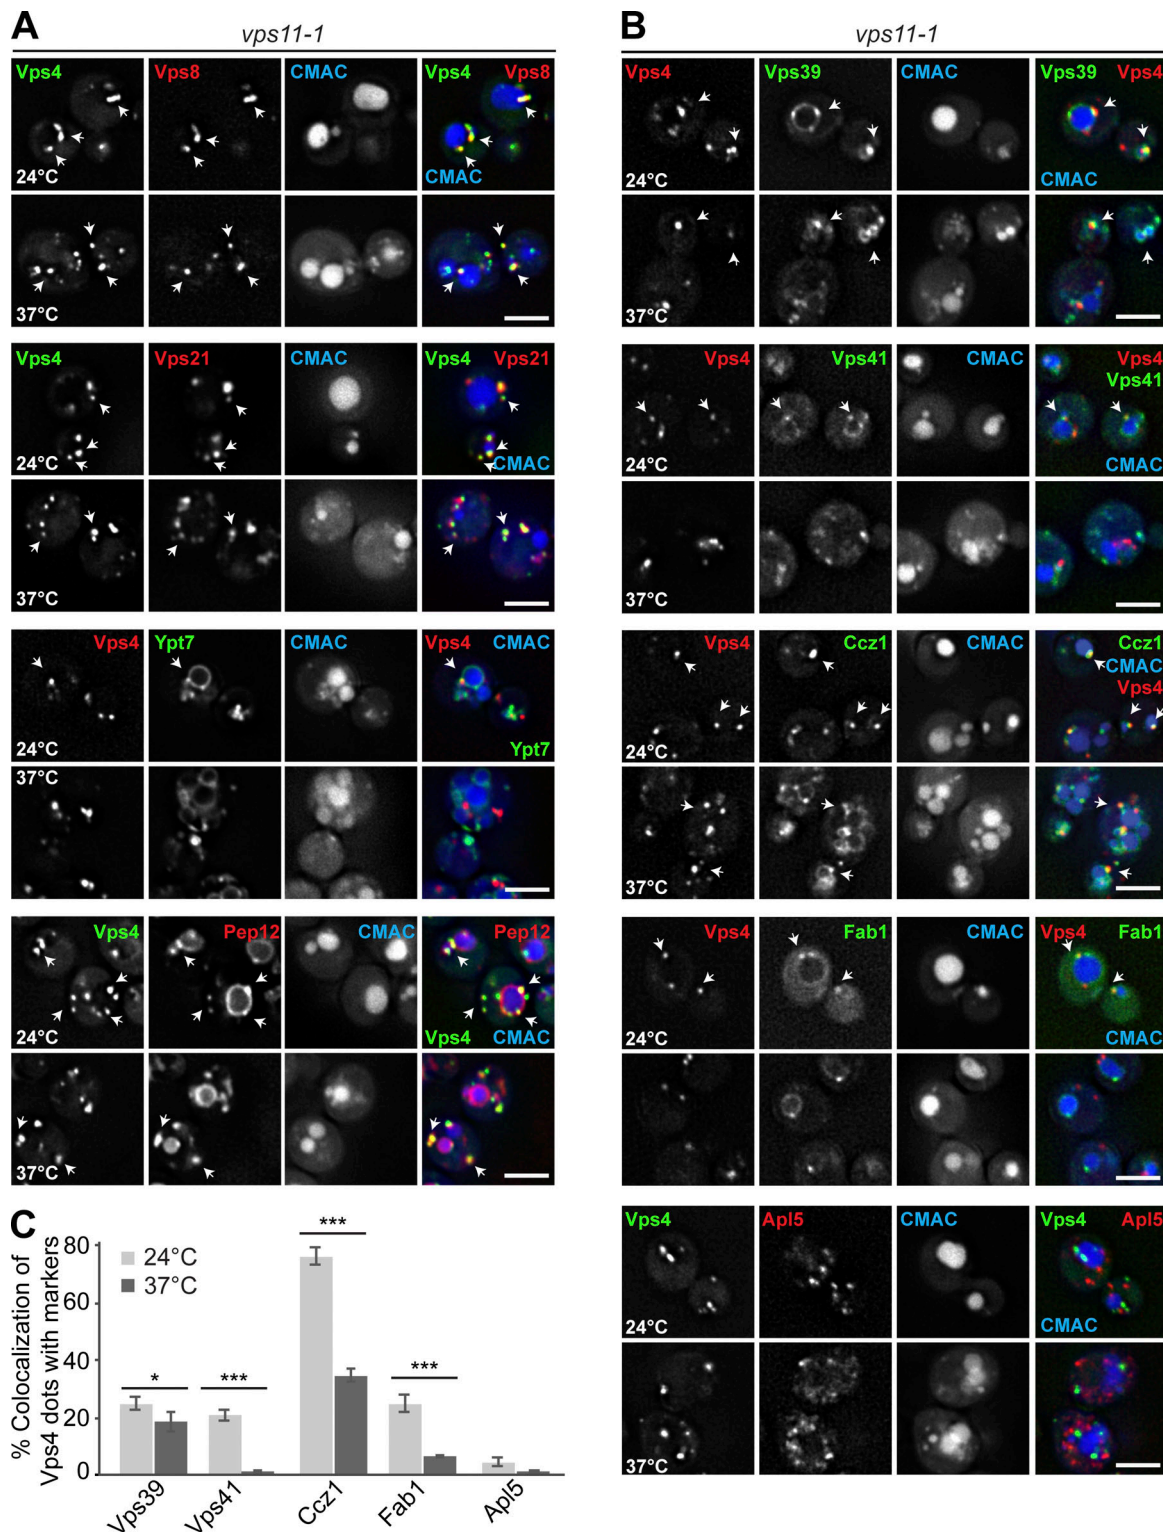 A
vps11-1
Vps4 Vps8 CMAC Vps4 Vps8
24°C CMAC
37°C
Vps4 Vps21 CMAC Vps4 Vps21
24°C CMAC
37°C
Vps4 Ypt7 CMAC Vps4 CMAC
24°C Ypt7
37°C
Vps4 Pep12 CMAC Pep12
24°C Vps4 CMAC
37°C
B
vps11-1
Vps4 Vps39 CMAC Vps39 Vps4
24°C CMAC
37°C
Vps4 Vps41 CMAC Vps4
Vps41
24°C CMAC
37°C
Vps4 Ccz1 CMAC Ccz1
CMAC
Vps4
24°C
37°C
Vps4 Fab1 CMAC Vps4 Fab1
24°C CMAC
37°C
Vps4 Apl5 CMAC Vps4 Apl5
24°C CMAC
37°C
C
% Colocalization of
Vps4 dots with markers
80
60
40
20
0
24°C
37°C
* *** *** ***
Vps39 Vps41 Ccz1 Fab1 Apl5